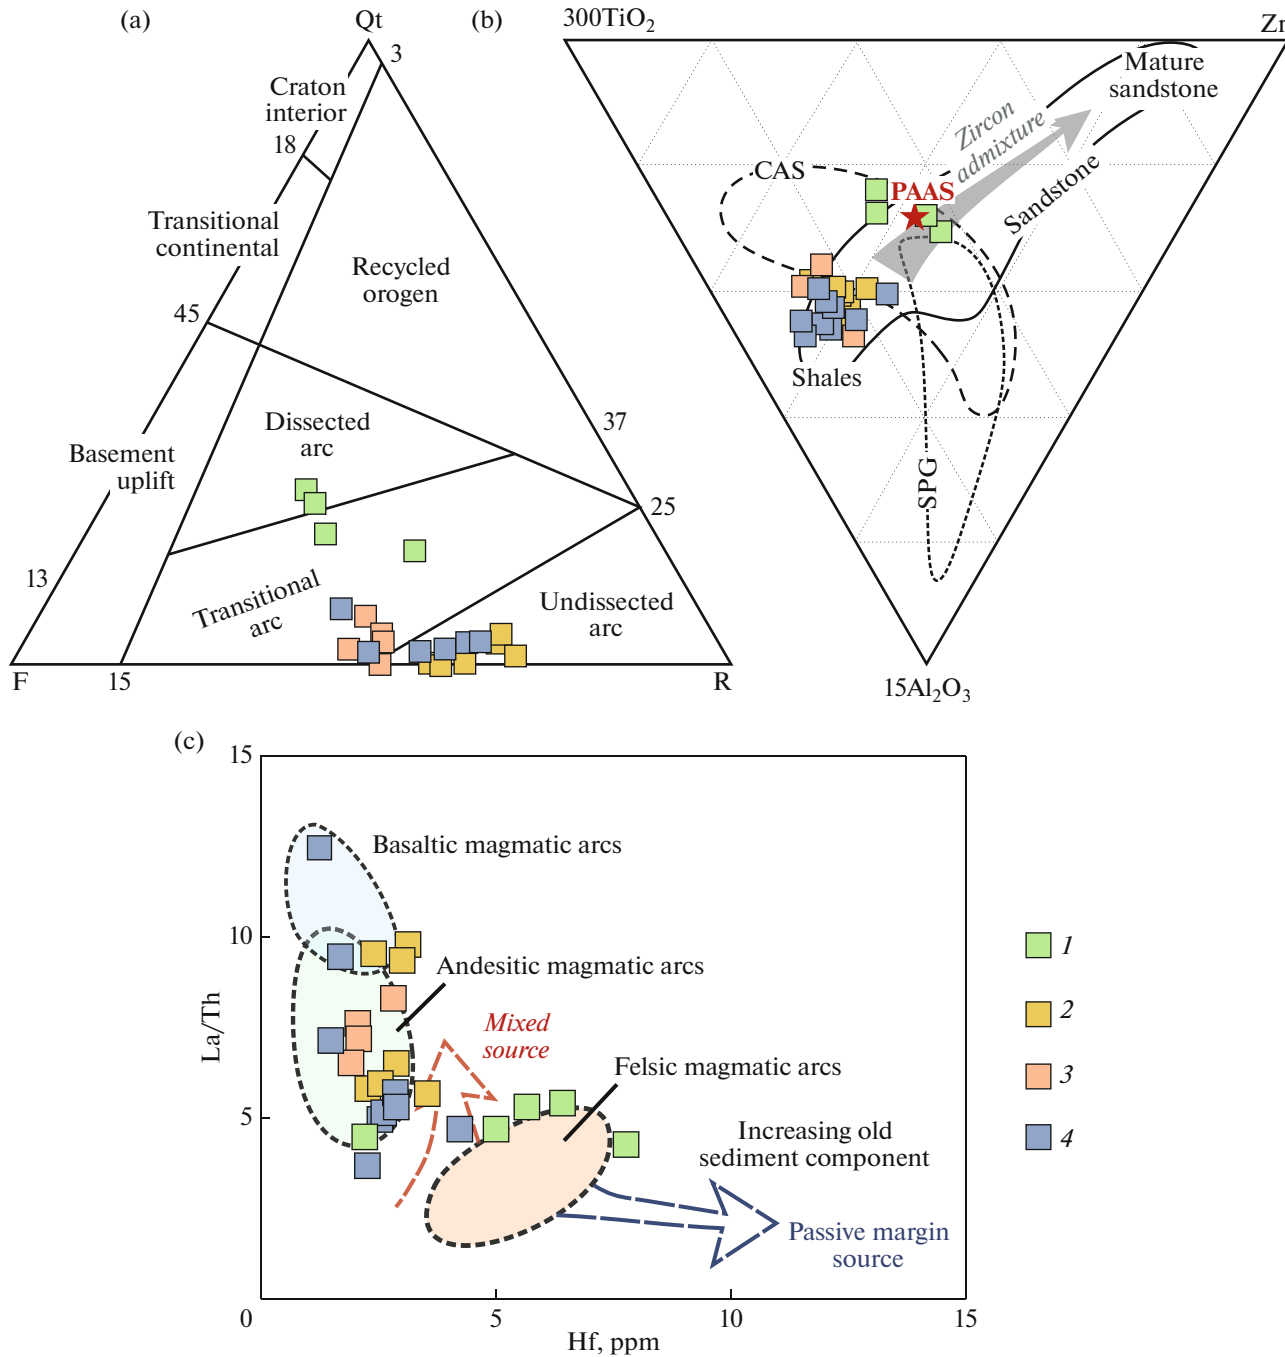 (a)
Qt
3
Craton
interior
18
Transitional
continental
Recycled
orogen
45
Dissected
arc
37
Basement
uplift
25
13
Transitional
arc
Undissected
arc
F
15
R
(b)
300TiO₂
Zr
Mature
sandstone
Zircon
admixture
CAS
PAAS
Sandstone
Shales
SPG
15Al₂O₃
(c)
15
Basaltic magmatic arcs
10
Andesitic magmatic arcs
La/Th
Mixed
source
Felsic magmatic arcs
5
Increasing old
sediment component
Passive margin
source
0
5
10
15
Hf, ppm
1
2
3
4